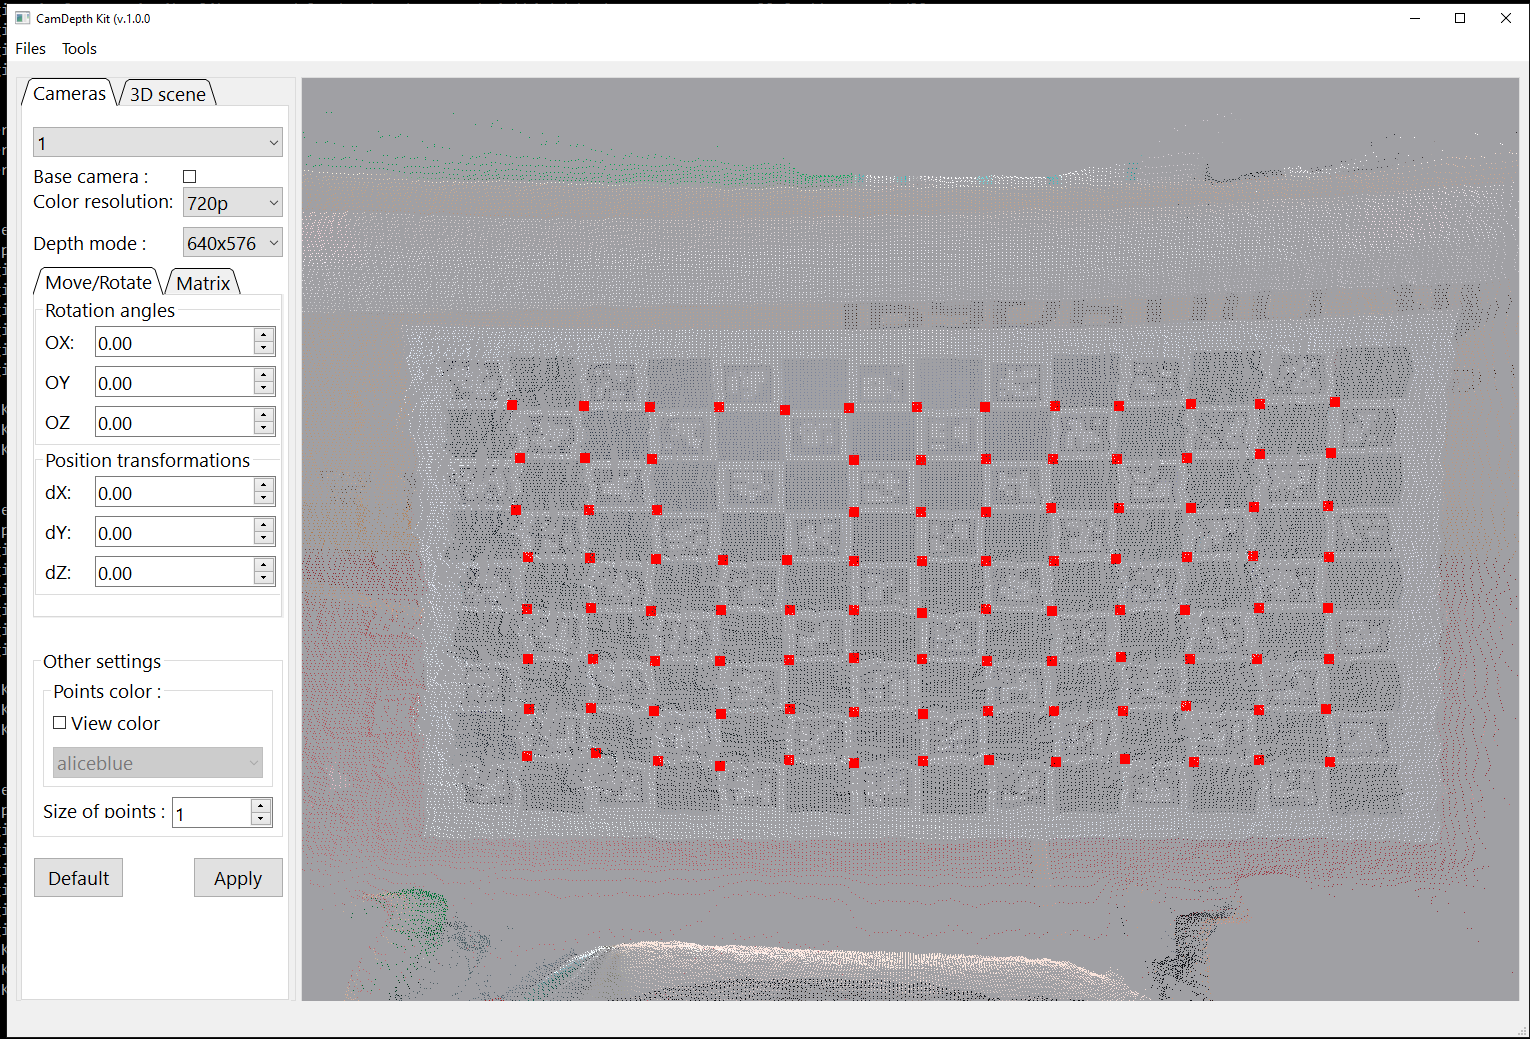 CamDepth Kit (v.1.0.0
Files Tools
Cameras 3D scene
1
Base camera :
Color resolution: 720p
Depth mode : 640x576
Move/Rotate Matrix
Rotation angles
OX: 0.00
OY 0.00
OZ 0.00
Position transformations
dX: 0.00
dY: 0.00
dZ: 0.00
Other settings
Points color :
View color
aliceblue
Size of points : 1
Default Apply